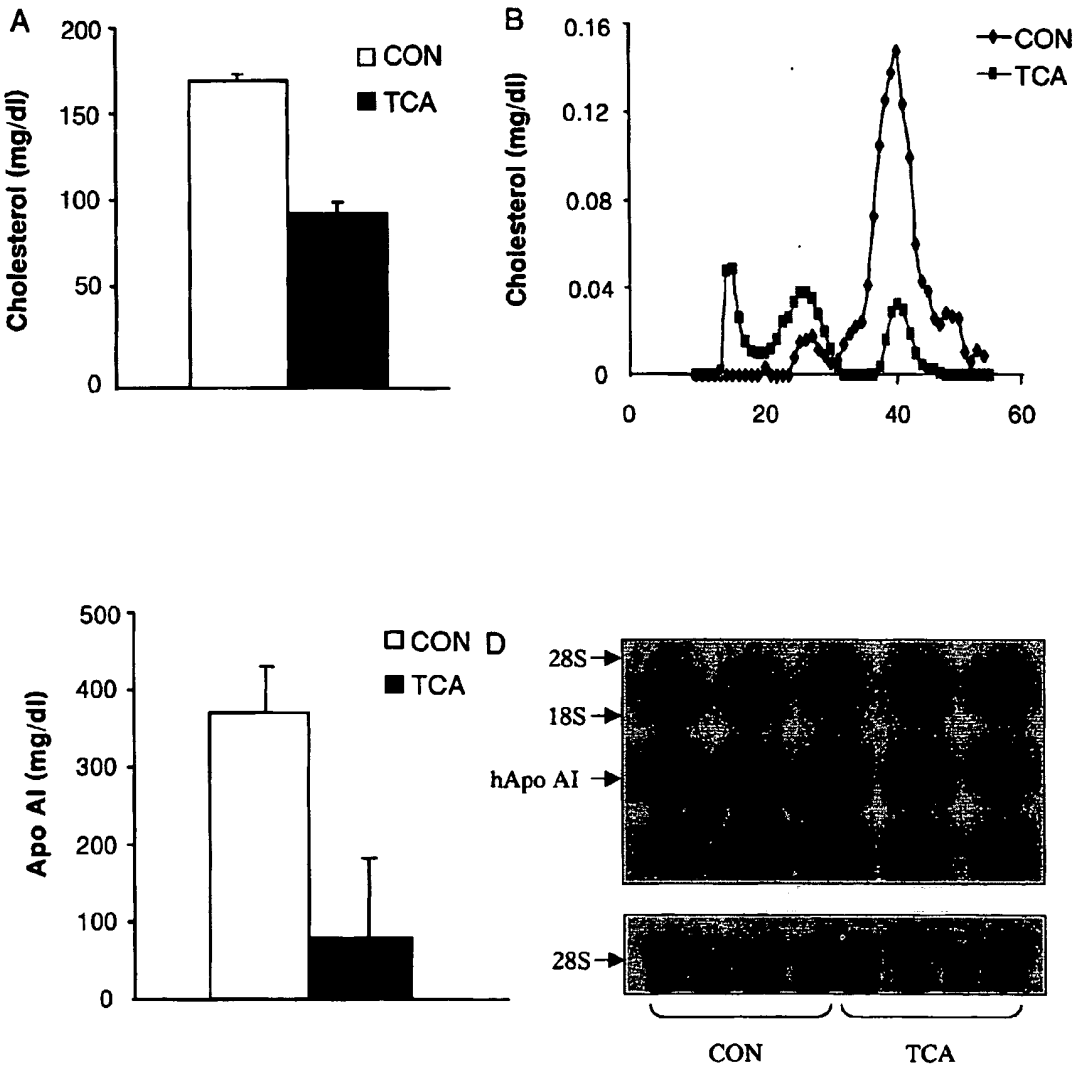 A
Cholesterol (mg/dl)
200
150
100
50
0
CON
TCA
B
Cholesterol (mg/dl)
0.16
0.12
0.08
0.04
0
0 20 40 60
CON
TCA
Apo AI (mg/dl)
500
400
300
200
100
0
CON
TCA
D
28S
18S
hApo AI
28S
CON TCA